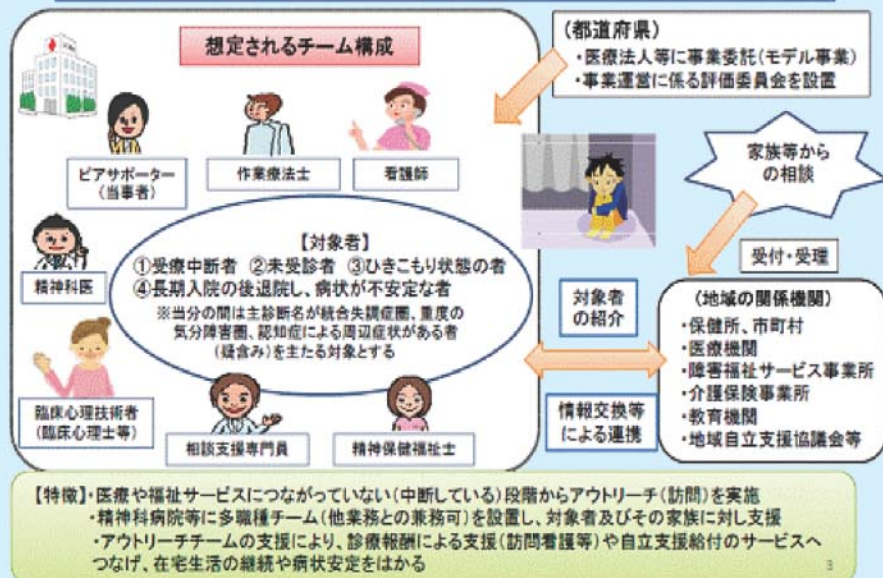 想定されるチーム構成
(都道府県)
・医療法人等に事業委託(モデル事業)
・事業運営に係る評価委員会を設置
ピアサポーター
(当事者)
作業療法士
看護師
家族等から
の相談
【対象者】
①受療中断者 ②未受診者 ③ひきこもり状態の者
④長期入院の後退院し、病状が不安定な者
※当分の間は主診断名が統合失調症圏、重度の
気分障害圏、認知症による周辺症状がある者
(疑含み)を主たる対象とする
精神科医
受付・受理
対象者
の紹介
(地域の関係機関)
・保健所、市町村
・医療機関
・障害福祉サービス事業所
・介護保険事業所
・教育機関
・地域自立支援協議会等
臨床心理技術者
(臨床心理士等)
相談支援専門員
精神保健福祉士
情報交換等
による連携
【特徴】・医療や福祉サービスにつながっていない(中断している)段階からアウトリーチ(訪問)を実施
・精神科病院等に多職種チーム(他業務との兼務可)を設置し、対象者及びその家族に対し支援
・アウトリーチチームの支援により、診療報酬による支援(訪問看護等)や自立支援給付のサービスへ
つなげ、在宅生活の継続や病状安定をはかる
3